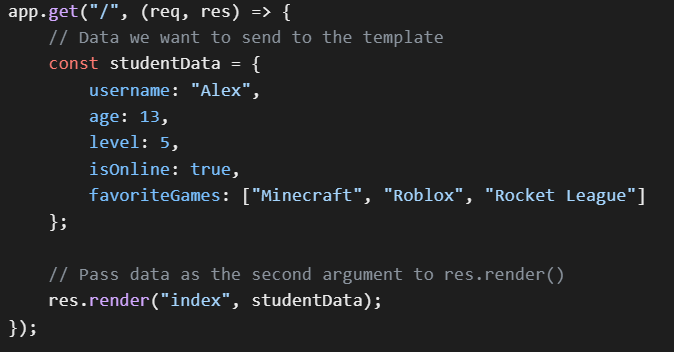 app.get("/", (req, res) => {
    // Data we want to send to the template
    const studentData = {
        username: "Alex",
        age: 13,
        level: 5,
        isOnline: true,
        favoriteGames: ["Minecraft", "Roblox", "Rocket League"]
    };

    // Pass data as the second argument to res.render()
    res.render("index", studentData);
});